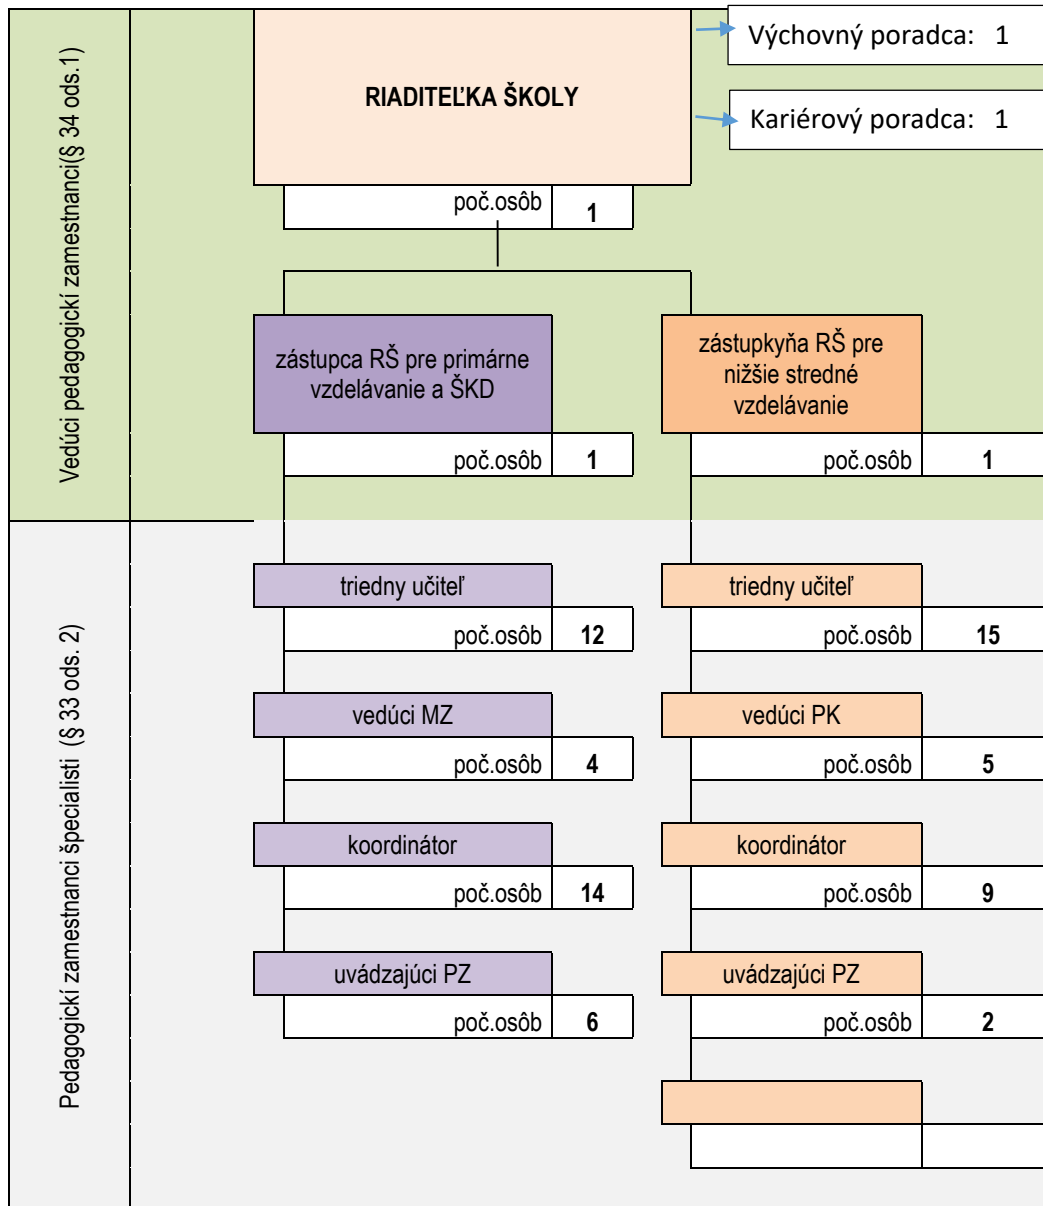 Vedúci pedagogickí zamestnanci(§ 34 ods.1)
RIADITEĽKA ŠKOLY
Výchovný poradca: 1
Kariérový poradca: 1
poč.osôb 1
zástupca RŠ pre primárne
vzdelávanie a ŠKD
poč.osôb 1
zástupkyňa RŠ pre
nižšie stredné
vzdelávanie
poč.osôb 1
Pedagogickí zamestnanci špecialisti (§ 33 ods. 2)
triedny učiteľ
poč.osôb 12
triedny učiteľ
poč.osôb 15
vedúci MZ
poč.osôb 4
vedúci PK
poč.osôb 5
koordinátor
poč.osôb 14
koordinátor
poč.osôb 9
uvádzajúci PZ
poč.osôb 6
uvádzajúci PZ
poč.osôb 2